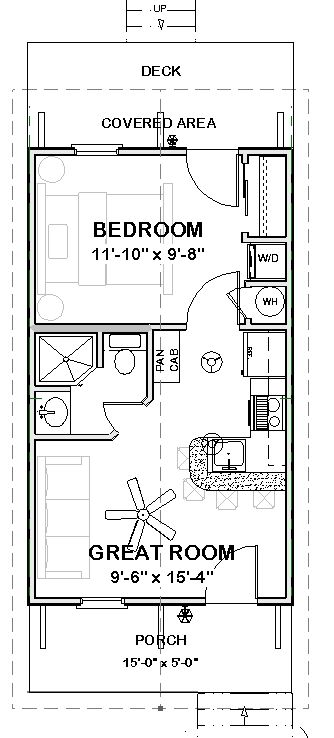 UP
DECK
COVERED AREA
BEDROOM
11'-10" x 9'-8"
W/D
WH
PAN
CAB
GREAT ROOM
9'-6" x 15'-4"
PORCH
15'-0" x 5'-0"